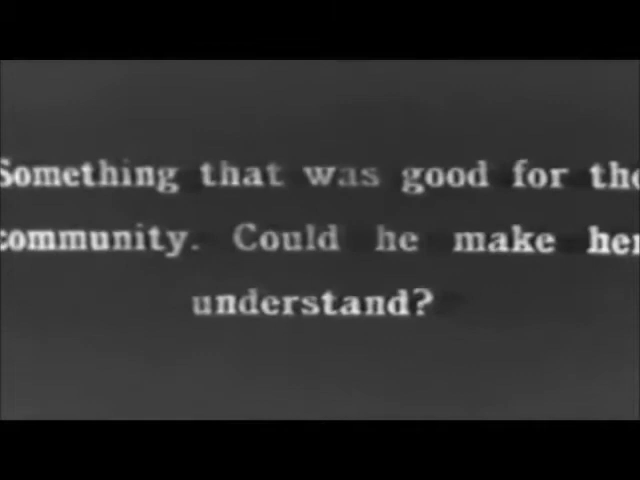 Something that was good for the
community. Could he make her
understand?